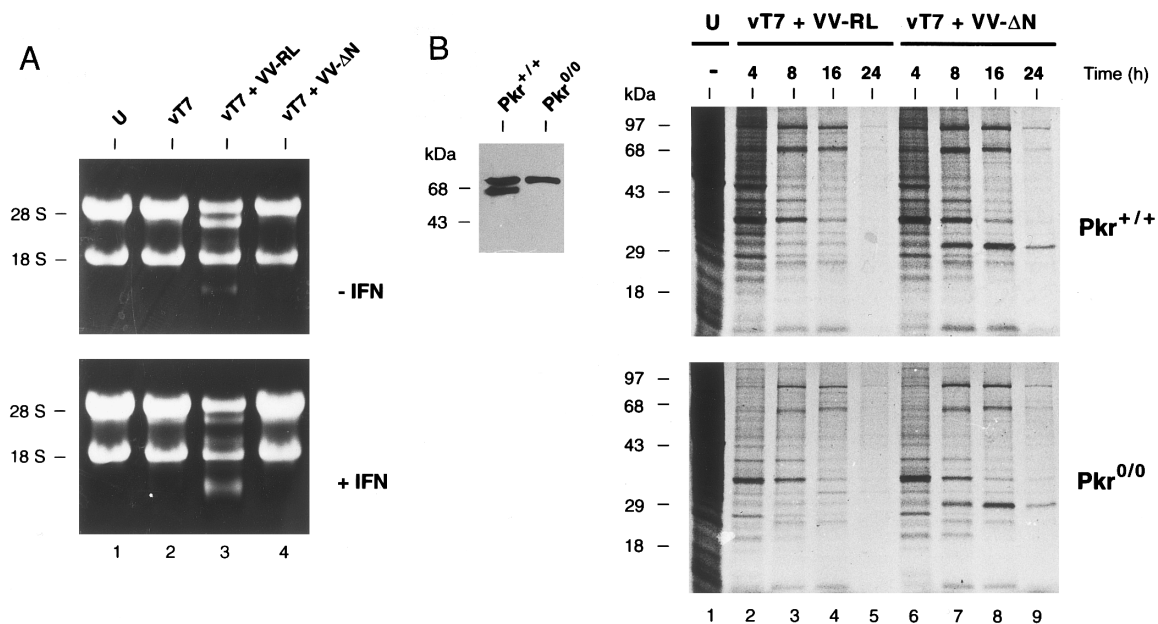 A
U
vT7
vT7 + VV-RL
vT7 + VV-ΔN
28 S –
18 S –
- IFN
28 S –
18 S –
+ IFN
1 2 3 4
B
Pkr+/+
Pkr0/0
kDa
68 –
43 –
U vT7 + VV-RL vT7 + VV-ΔN
- 4 8 16 24 4 8 16 24 Time (h)
kDa
97 –
68 –
43 –
29 –
18 –
Pkr+/+
97 –
68 –
43 –
29 –
18 –
Pkr0/0
1 2 3 4 5 6 7 8 9